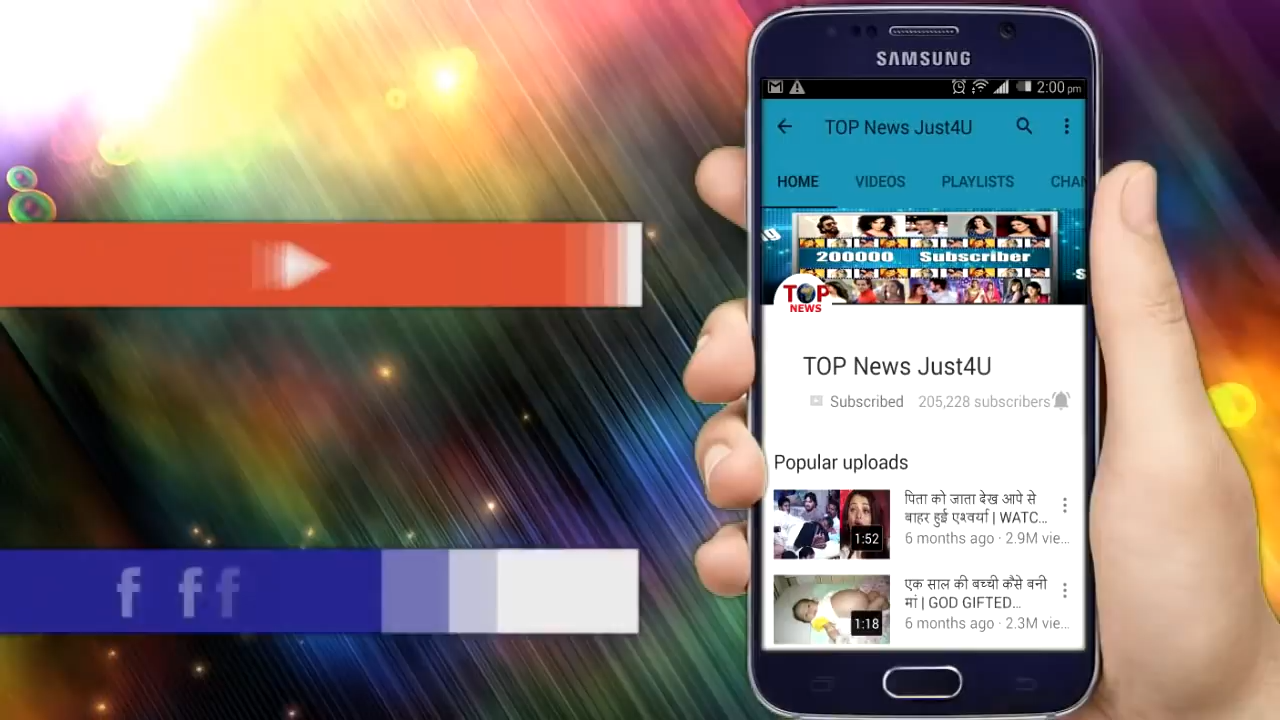 SAMSUNG
2:00 pm
TOP News Just4U
HOME VIDEOS PLAYLISTS CHAN
200000 Subscriber
TOP
NEWS
TOP News Just4U
Subscribed 205,228 subscribers
Popular uploads
पिता को जाता देख आपे से
बाहर हुई एश्वर्या | WATC...
6 months ago · 2.9M vie...
1:52
एक साल की बच्ची कैसे बनी
मां | GOD GIFTED...
6 months ago · 2.3M vie...
1:18